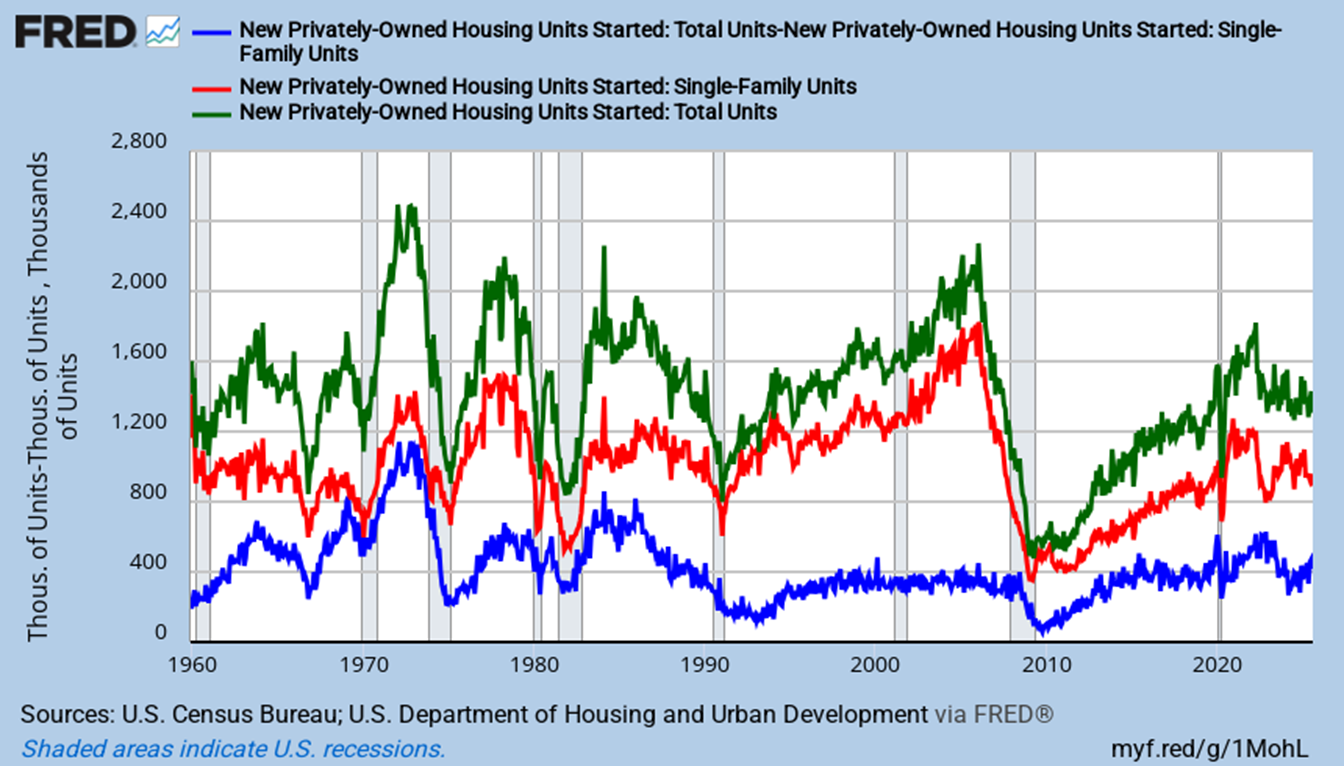 FRED
New Privately-Owned Housing Units Started: Total Units-New Privately-Owned Housing Units Started: Single-
Family Units
New Privately-Owned Housing Units Started: Single-Family Units
New Privately-Owned Housing Units Started: Total Units
Thous. of Units-Thous. of Units , Thousands
of Units
2,800
2,400
2,000
1,600
1,200
800
400
0
1960 1970 1980 1990 2000 2010 2020
Sources: U.S. Census Bureau; U.S. Department of Housing and Urban Development via FRED®
Shaded areas indicate U.S. recessions.
myf.red/g/1MohL